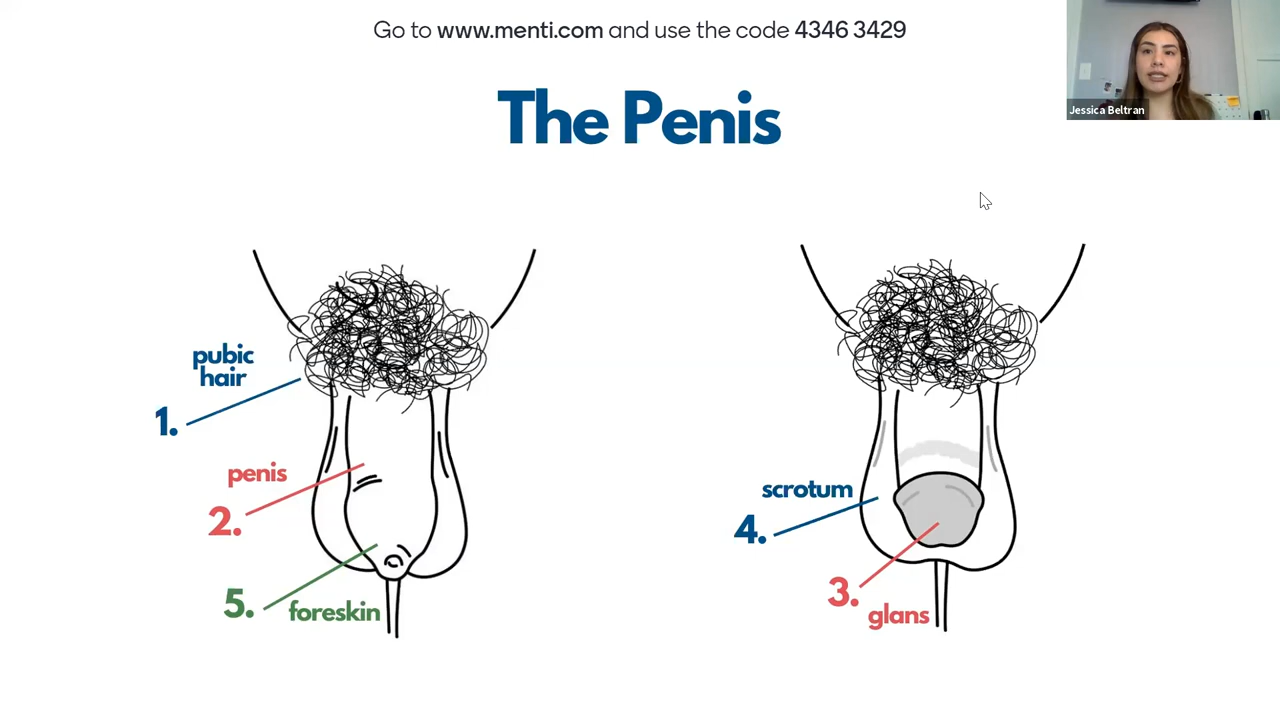 Go to www.menti.com and use the code 4346 3429
Jessica Beltran
The Penis
pubic
hair
1.
penis
2.
5.
foreskin
scrotum
4.
3.
glans